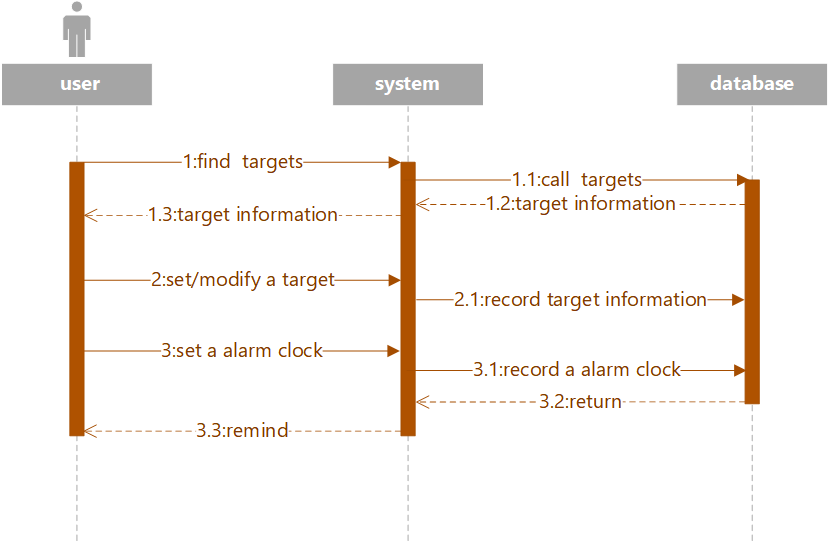 user
system
database
1:find targets
1.1:call targets
1.2:target information
1.3:target information
2:set/modify a target
2.1:record target information
3:set a alarm clock
3.1:record a alarm clock
3.2:return
3.3:remind